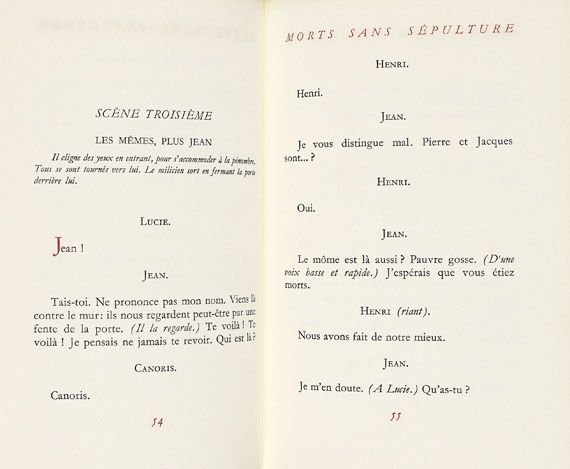 SCÈNE TROISIÈME
LES MÊMES, PLUS JEAN
Il cligne des yeux en entrant, pour s'accommoder à la pénombre.
Tous se sont tournés vers lui. Le milicien sort en fermant la porte
derrière lui.
LUCIE.
Jean !
JEAN.
Tais-toi. Ne prononce pas mon nom. Viens là
contre le mur : ils nous regardent peut-être par une
fente de la porte. (Il la regarde.) Te voilà ! Te
voilà ! Je pensais ne jamais te revoir. Qui est là ?
CANORIS.
Canoris.
54
MORTS SANS SÉPULTURE
HENRI.
Henri.
JEAN.
Je vous distingue mal. Pierre et Jacques
sont... ?
HENRI.
Oui.
JEAN.
Le môme est là aussi ? Pauvre gosse. (D'une
voix basse et rapide.) J'espérais que vous étiez
morts.
HENRI (riant).
Nous avons fait de notre mieux.
JEAN.
Je m'en doute. (A Lucie.) Qu'as-tu ?
55